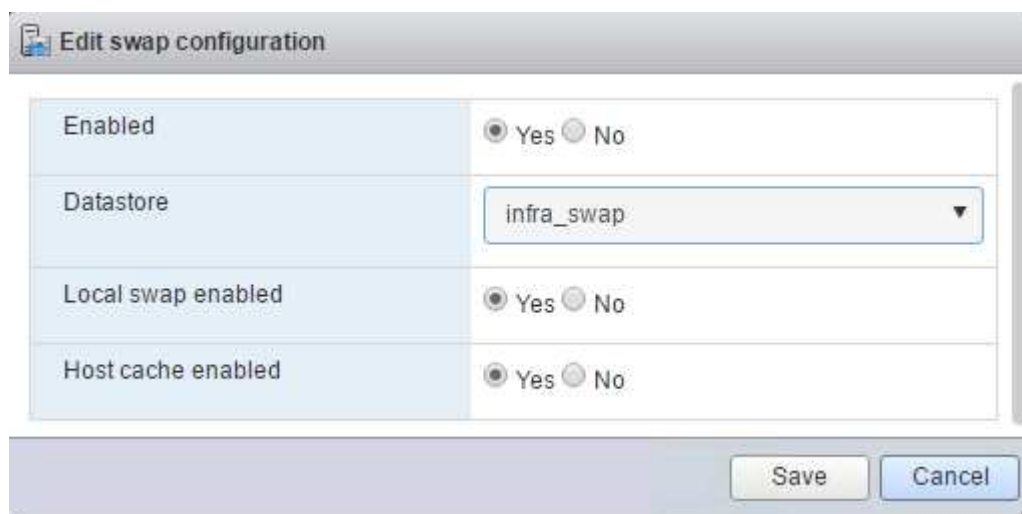 Edit swap configuration
Enabled Yes No
Datastore infra_swap
Local swap enabled Yes No
Host cache enabled Yes No
Save Cancel